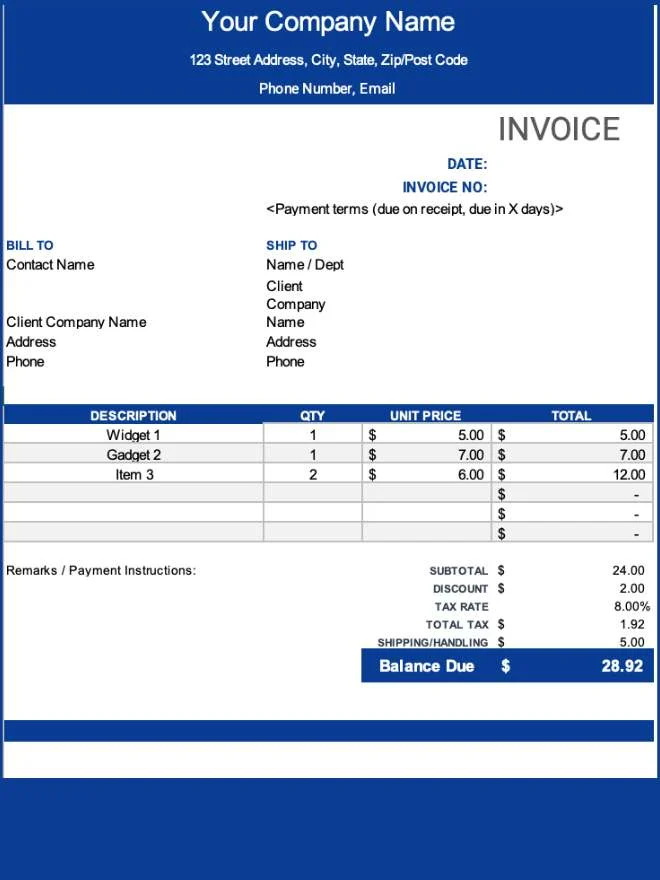 Your Company Name
123 Street Address, City, State, Zip/Post Code
Phone Number, Email
INVOICE
DATE:
INVOICE NO:
<Payment terms (due on receipt, due in X days)>
BILL TO
Contact Name
Client Company Name
Address
Phone
SHIP TO
Name / Dept
Client
Company
Name
Address
Phone
DESCRIPTION QTY UNIT PRICE TOTAL
Widget 1 1 $ 5.00 $ 5.00
Gadget 2 1 $ 7.00 $ 7.00
Item 3 2 $ 6.00 $ 12.00
$ -
$ -
$ -
Remarks / Payment Instructions:
SUBTOTAL $ 24.00
DISCOUNT $ 2.00
TAX RATE 8.00%
TOTAL TAX $ 1.92
SHIPPING/HANDLING $ 5.00
Balance Due $ 28.92